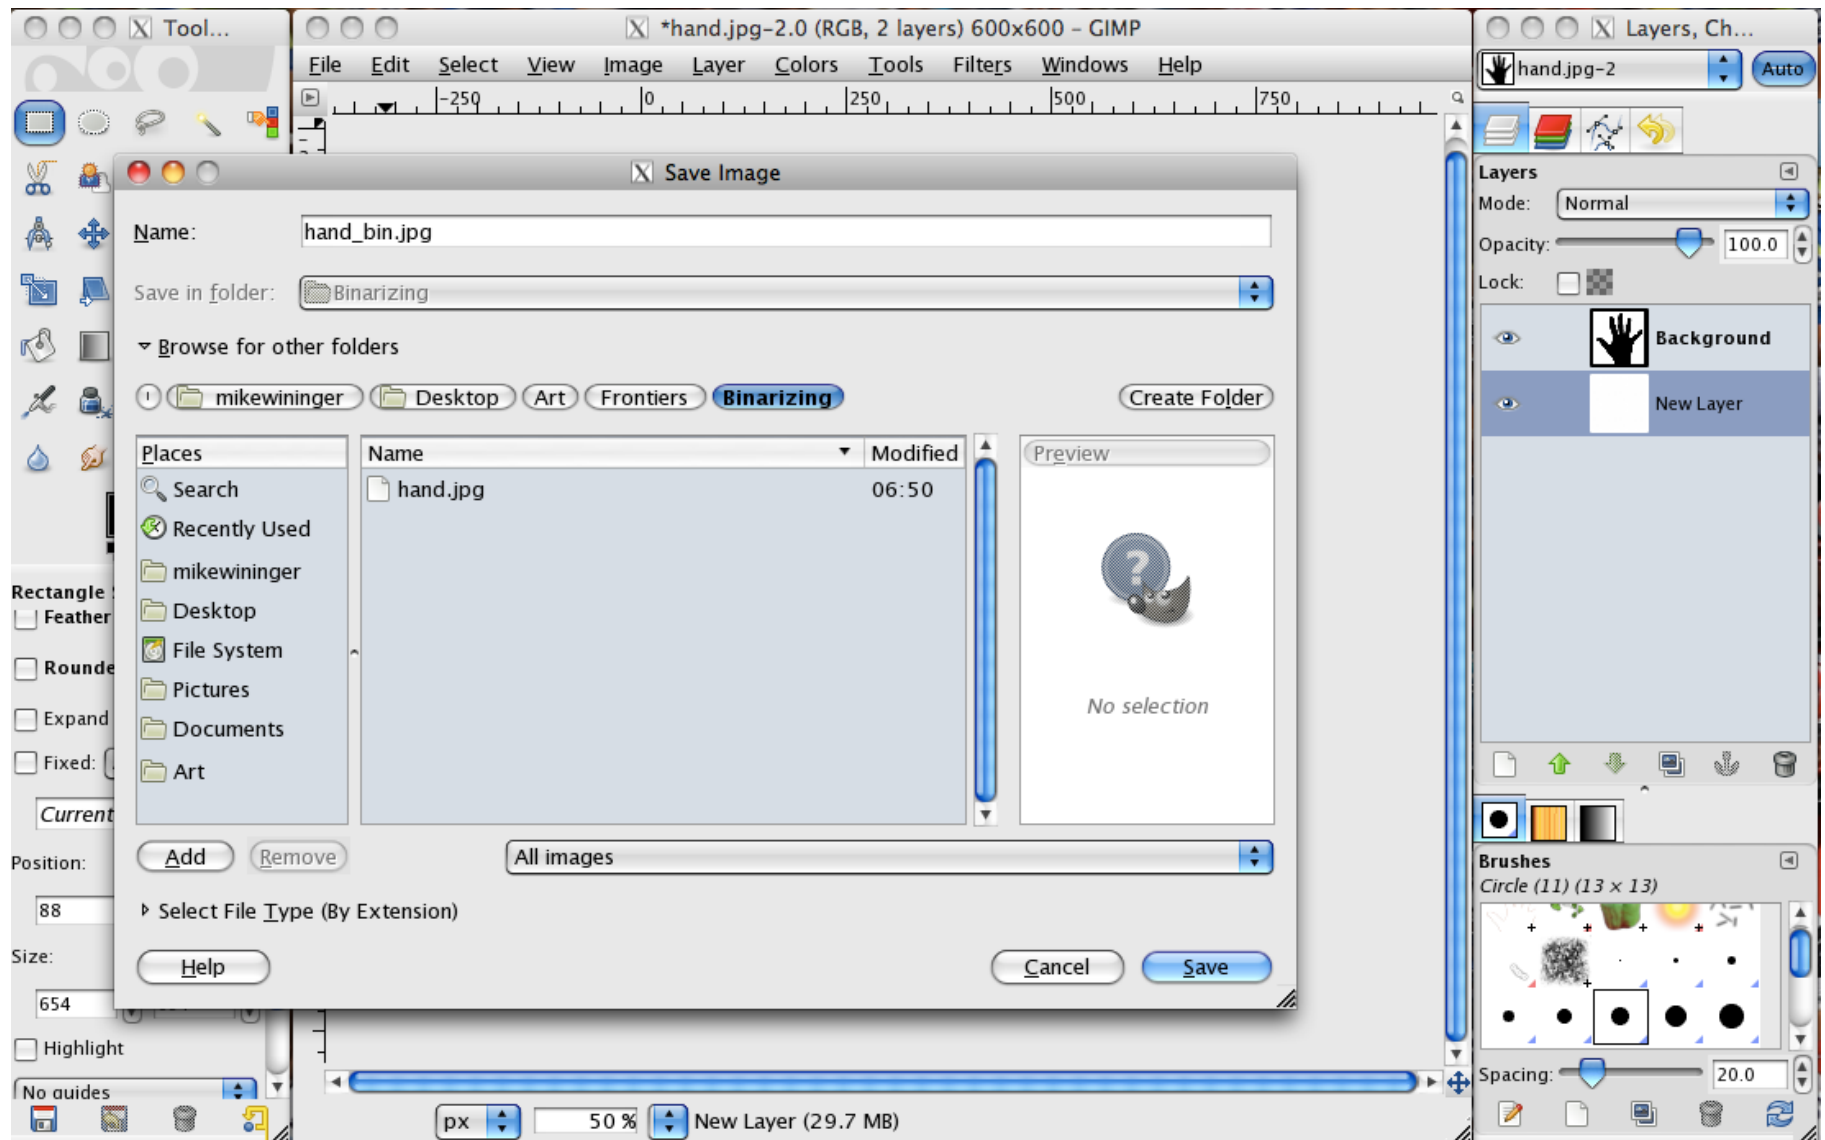 Tool...
*hand.jpg-2.0 (RGB, 2 layers) 600x600 – GIMP
Layers, Ch...
File Edit Select View Image Layer Colors Tools Filters Windows Help
hand.jpg-2
Auto
-250 0 250 500 750
Save Image
Name:
hand_bin.jpg
Save in folder:
Binarizing
Browse for other folders
mikewininger Desktop Art Frontiers Binarizing
Create Folder
Places
Search
Recently Used
mikewininger
Desktop
File System
Pictures
Documents
Art
Name Modified
hand.jpg 06:50
Preview
No selection
Add Remove
All images
Select File Type (By Extension)
Help
Cancel Save
Rectangle
Feather
Rounde
Expand
Fixed:
Current
Position:
88
Size:
654
Highlight
No guides
px 50 % New Layer (29.7 MB)
Layers
Mode: Normal
Opacity: 100.0
Lock:
Background
New Layer
Brushes
Circle (11) (13 × 13)
Spacing: 20.0